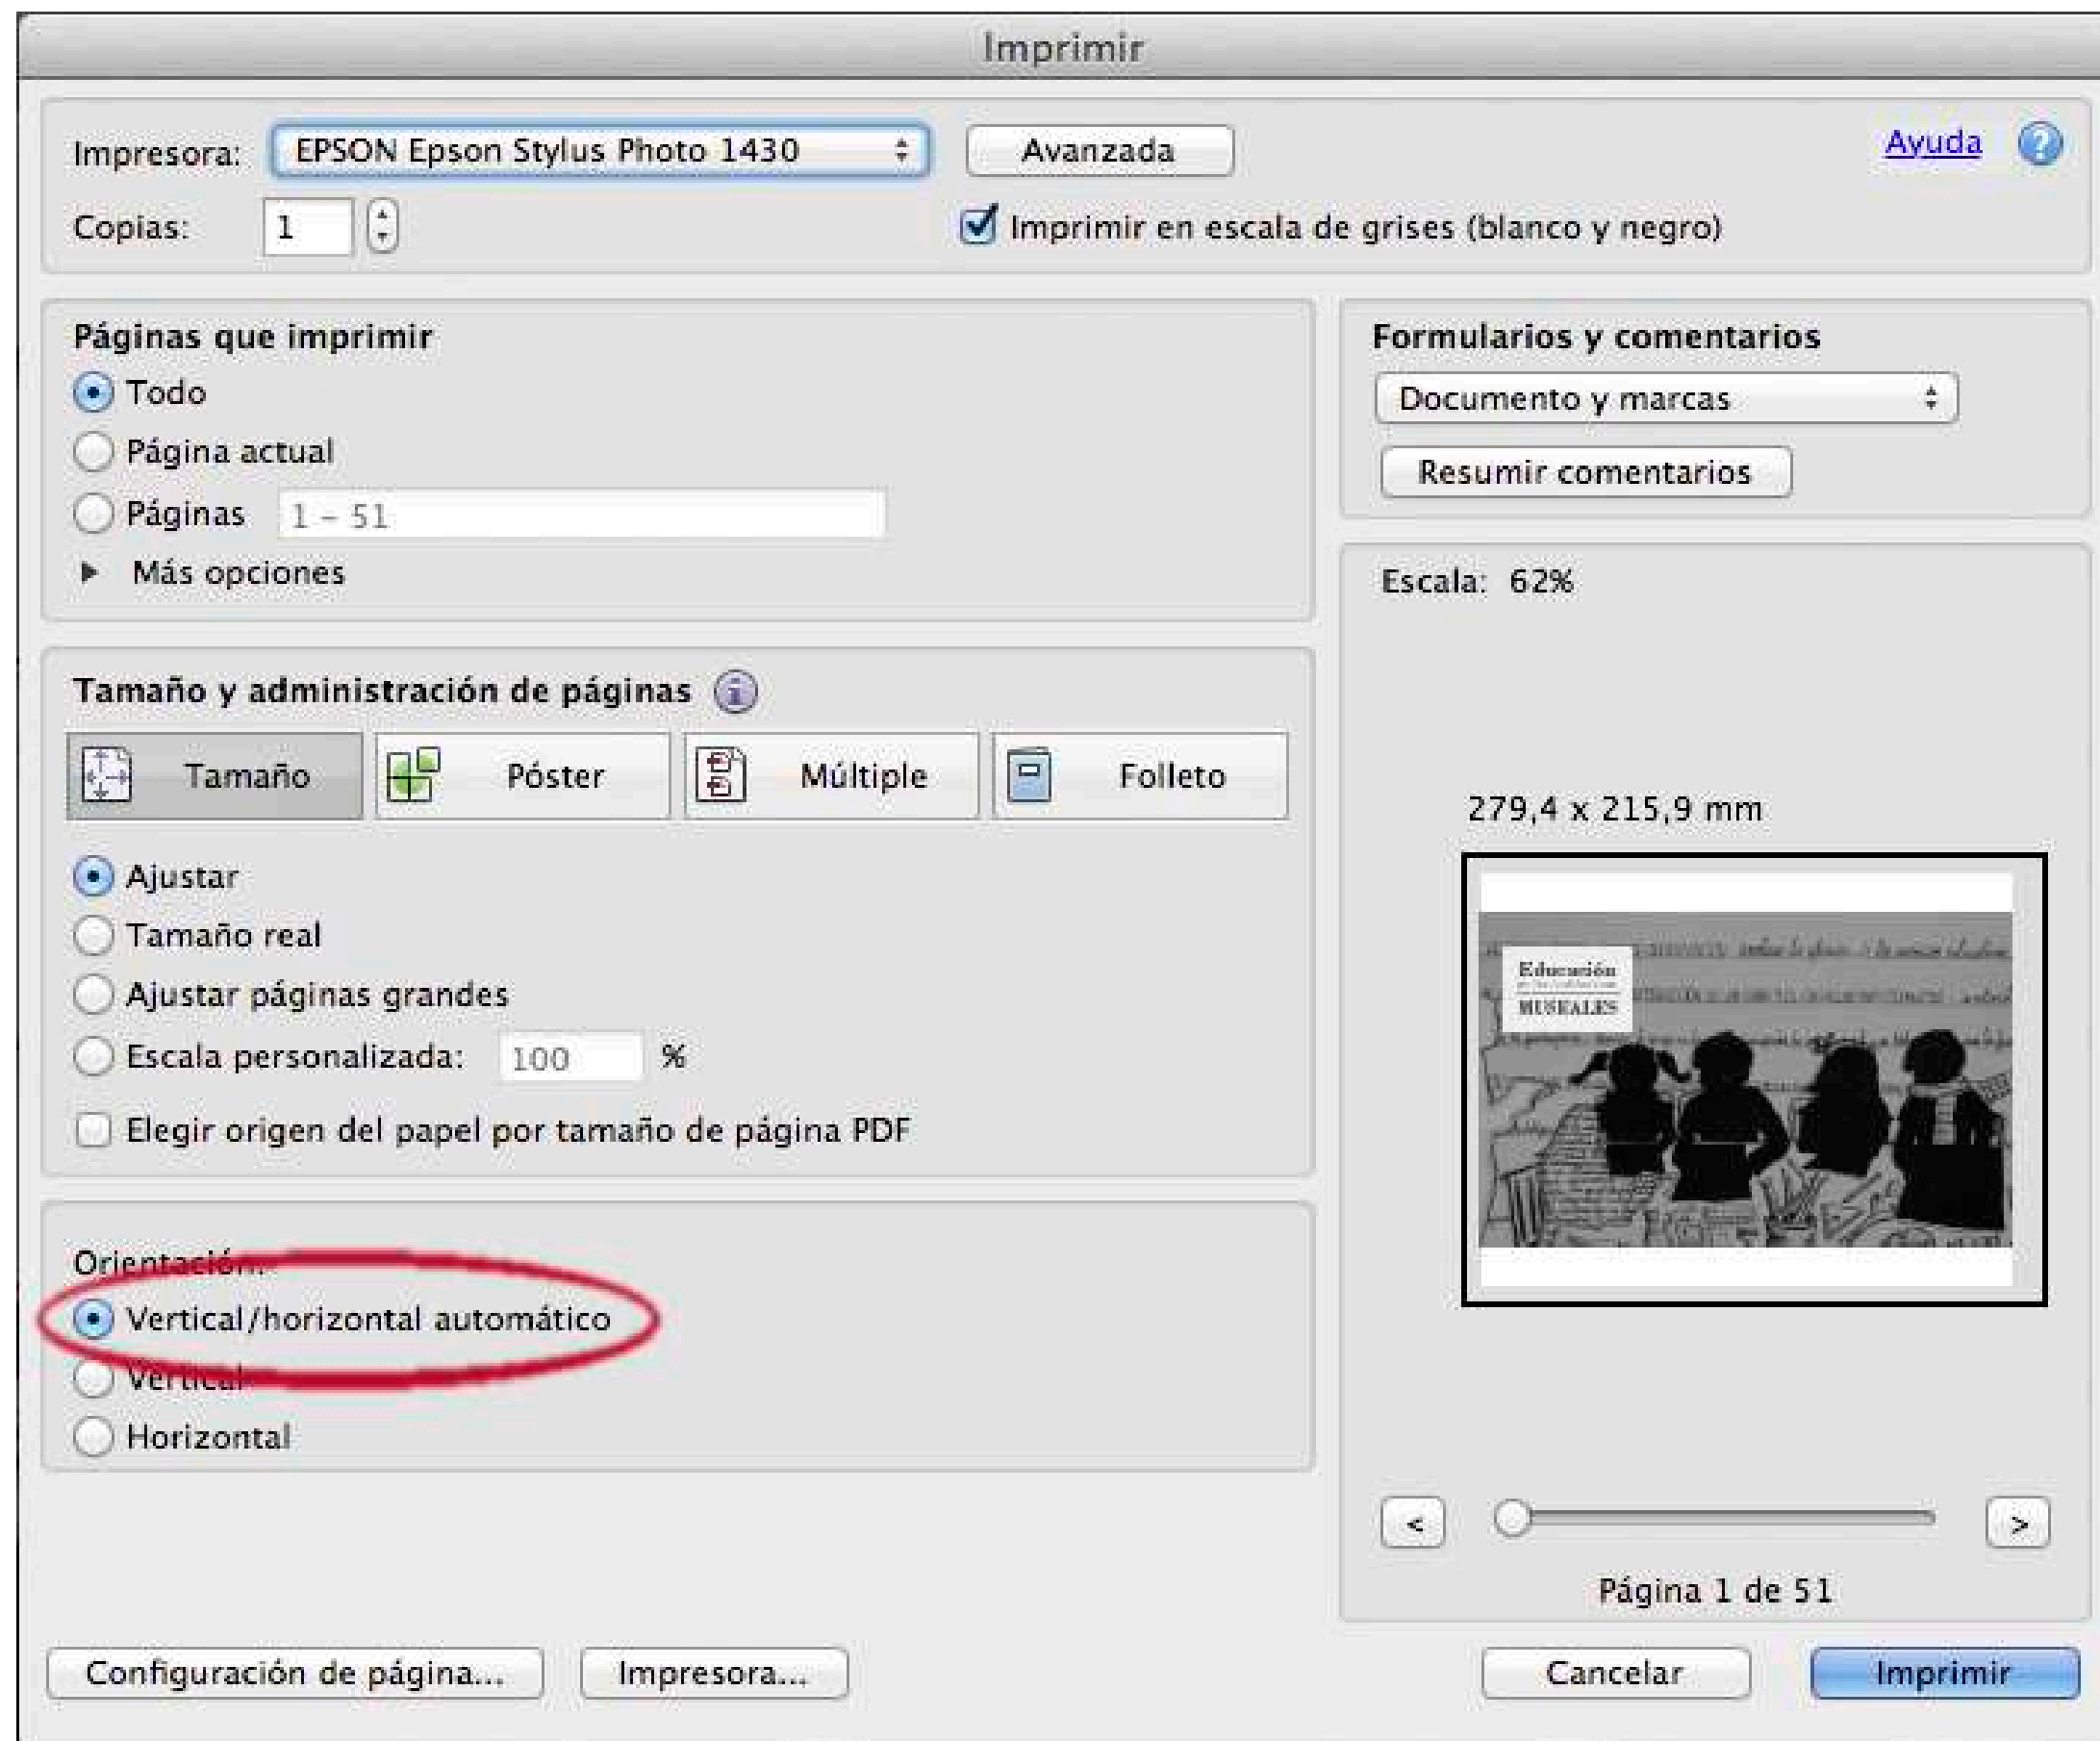 Imprimir
Impresora: EPSON Epson Stylus Photo 1430 Avanzada Ayuda ?
Copias: 1 Imprimir en escala de grises (blanco y negro)
Páginas que imprimir
Todo
Página actual
Páginas 1 – 51
Más opciones
Formularios y comentarios
Documento y marcas
Resumir comentarios
Tamaño y administración de páginas i
Tamaño Póster Múltiple Folleto
Ajustar
Tamaño real
Ajustar páginas grandes
Escala personalizada: 100 %
Elegir origen del papel por tamaño de página PDF
Orientación:
Vertical/horizontal automático
Vertical
Horizontal
Escala: 62%
279,4 x 215,9 mm
Educación
MUSEALES
< >
Página 1 de 51
Configuración de página... Impresora... Cancelar Imprimir